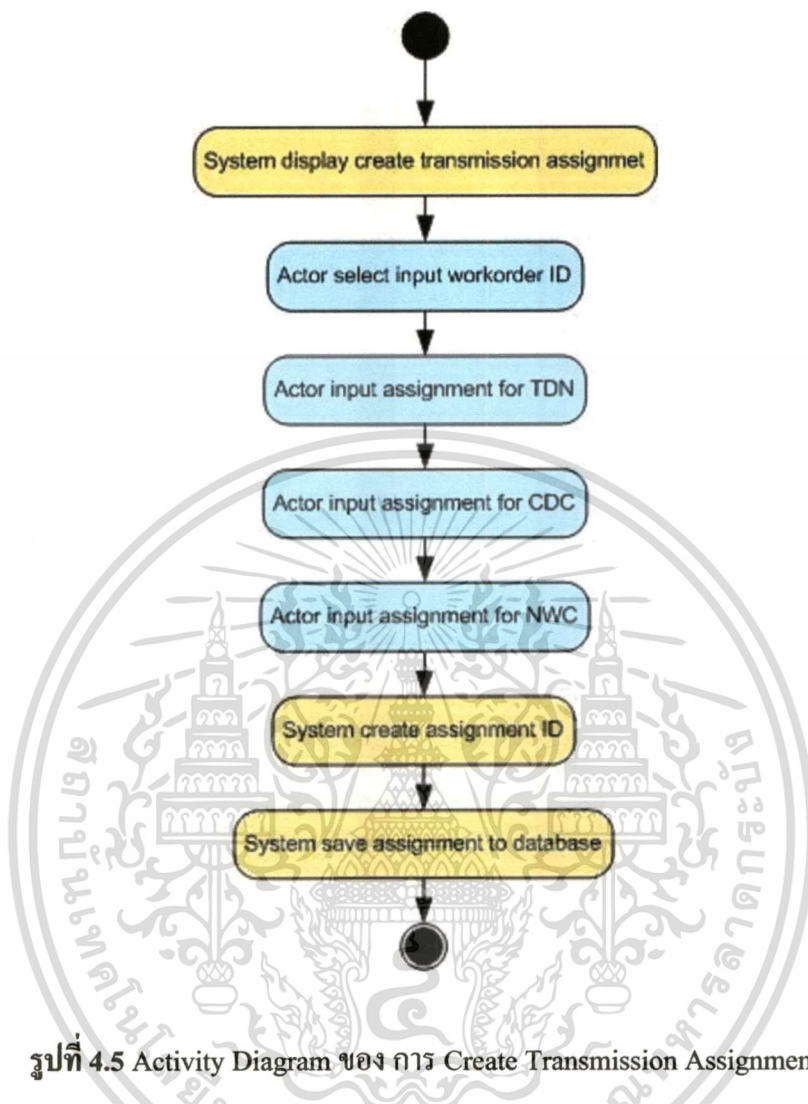 System display create transmission assignmet
Actor select input workorder ID
Actor input assignment for TDN
Actor input assignment for CDC
Actor input assignment for NWC
System create assignment ID
System save assignment to database
รูปที่ 4.5 Activity Diagram ของ การ Create Transmission Assignmen